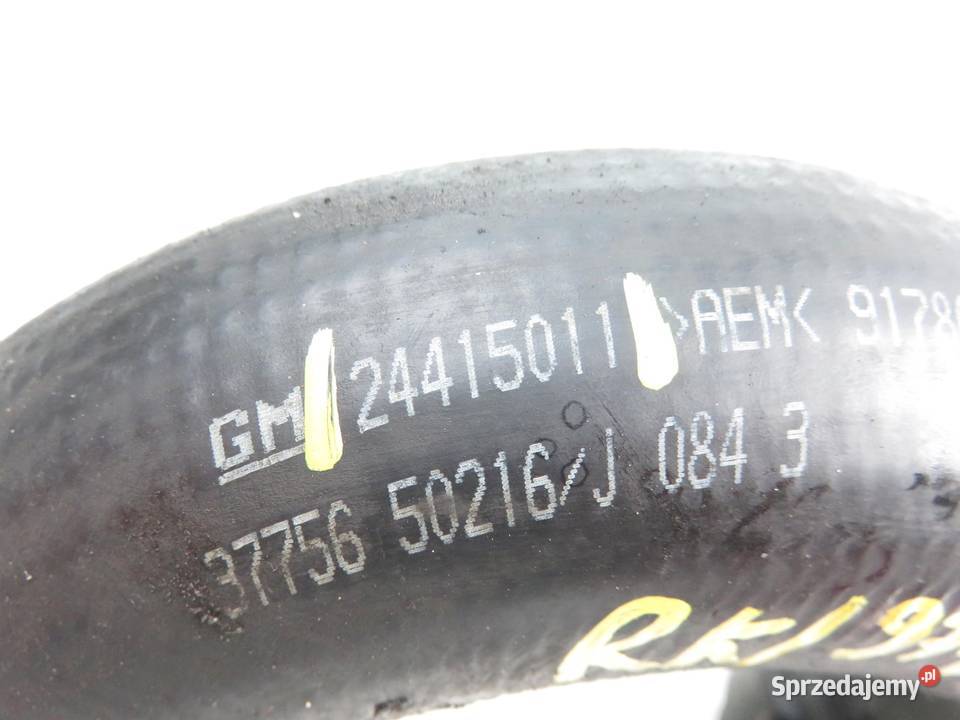 GM 24415011 >AEM< 9178
37756 50216/J 084 3
Sprzedajemy.pl